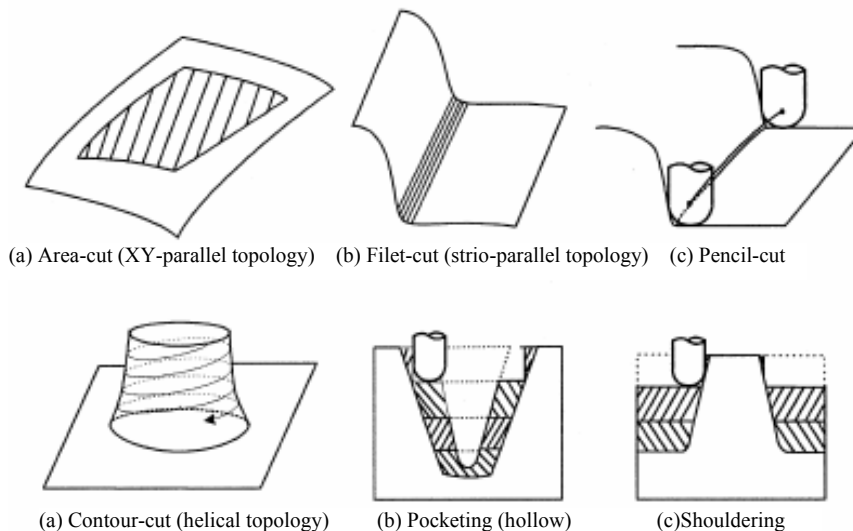 (a) Area-cut (XY-parallel topology) (b) Filet-cut (strio-parallel topology) (c) Pencil-cut
(a) Contour-cut (helical topology) (b) Pocketing (hollow) (c)Shouldering